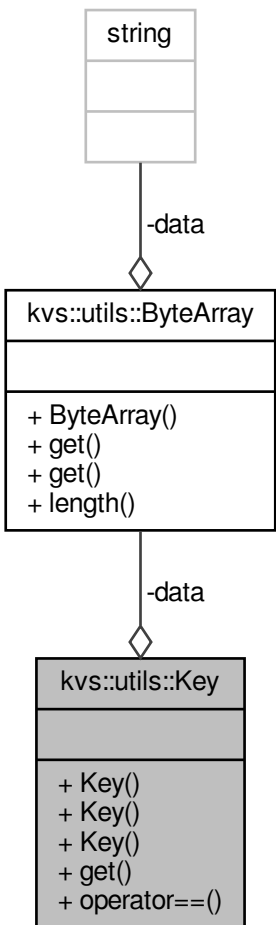 string
-data
kvs::utils::ByteArray
+ ByteArray()
+ get()
+ get()
+ length()
-data
kvs::utils::Key
+ Key()
+ Key()
+ Key()
+ get()
+ operator==()